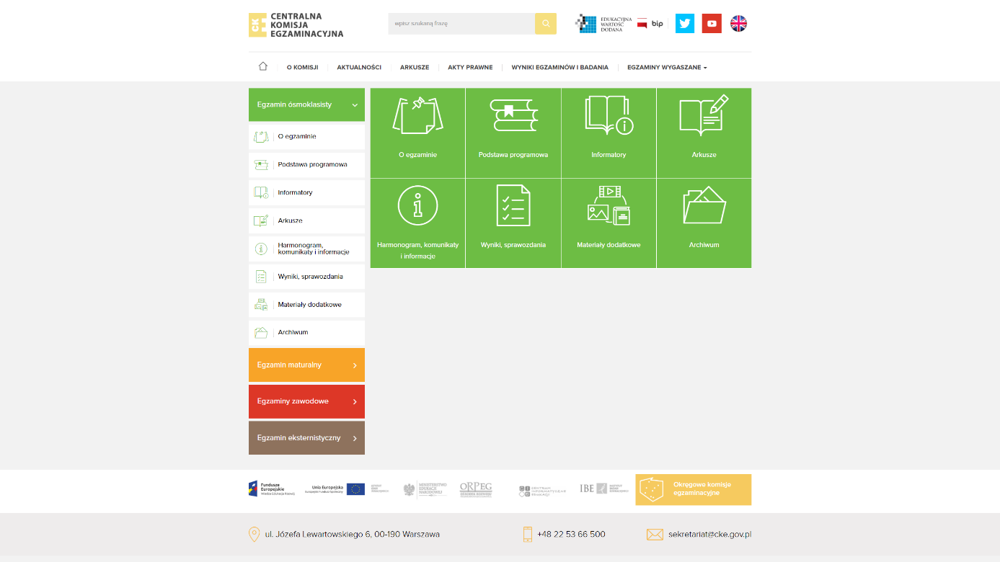 CKE
CENTRALNA
KOMISJA
EGZAMINACYJNA
wpisz szukaną frazę
EDUKACYJNA
WARTOŚĆ
DODANA
bip
O KOMISJI
AKTUALNOŚCI
ARKUSZE
AKTY PRAWNE
WYNIKI EGZAMINÓW I BADANIA
EGZAMINY WYGASZANE
Egzamin ósmoklasisty
O egzaminie
Podstawa programowa
Informatory
Arkusze
Harmonogram,
komunikaty i informacje
Wyniki, sprawozdania
Materiały dodatkowe
Archiwum
Egzamin maturalny
Egzaminy zawodowe
Egzamin eksternistyczny
O egzaminie
Podstawa programowa
Informatory
Arkusze
Harmonogram, komunikaty
i informacje
Wyniki, sprawozdania
Materiały dodatkowe
Archiwum
Fundusze
Europejskie
Wiedza Edukacja Rozwój
Unia Europejska
Europejski Fundusz Społeczny
MINISTERSTWO
EDUKACJI
NARODOWEJ
ORPEG
CENTRUM
INFORMATYCZNE
EDUKACJI
IBE
Okręgowe komisje
egzaminacyjne
ul. Józefa Lewartowskiego 6, 00-190 Warszawa
+48 22 53 66 500
sekretariat@cke.gov.pl